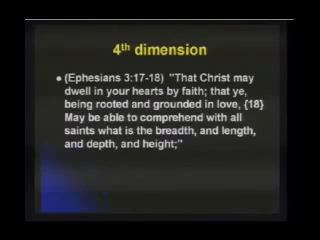 4th dimension
• (Ephesians 3:17-18) "That Christ may
dwell in your hearts by faith; that ye,
being rooted and grounded in love, {18}
May be able to comprehend with all
saints what is the breadth, and length,
and depth, and height;"